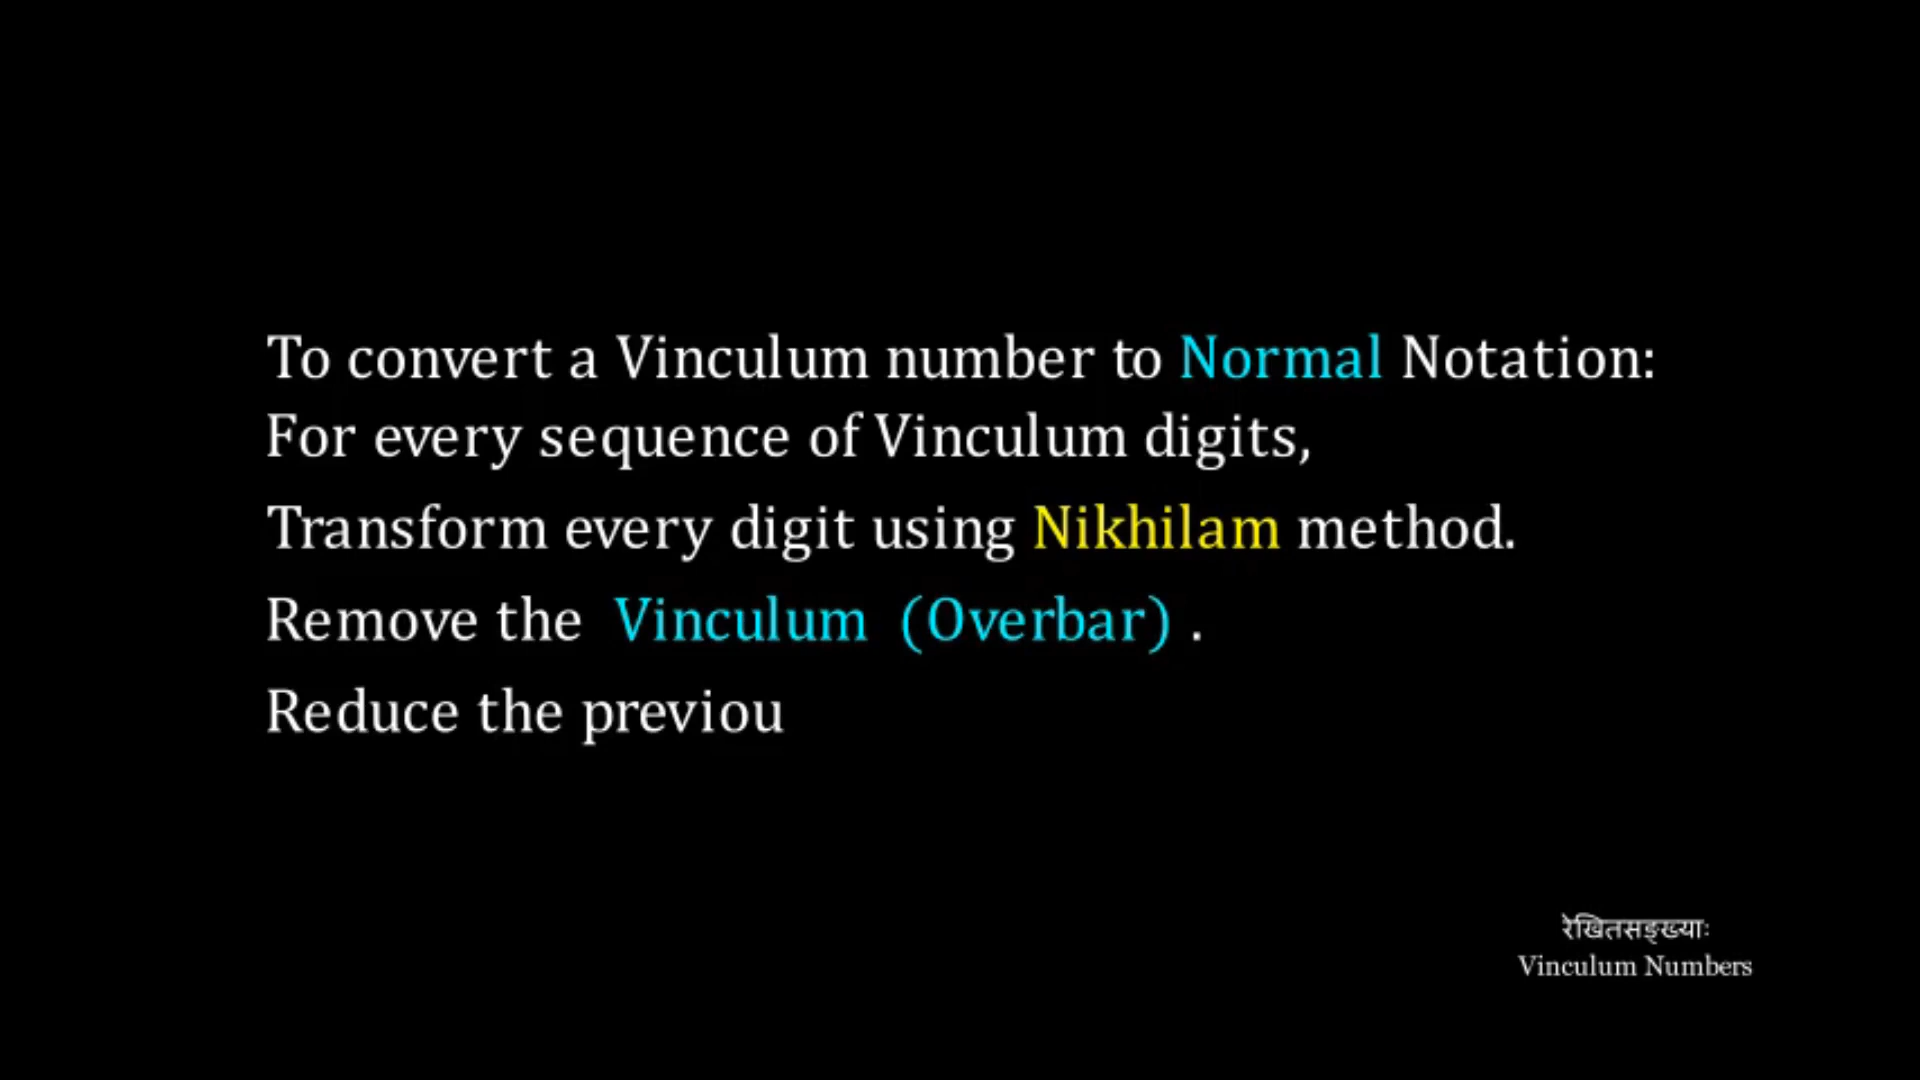 To convert a Vinculum number to Normal Notation:
For every sequence of Vinculum digits,
Transform every digit using Nikhilam method.
Remove the Vinculum (Overbar) .
Reduce the previou
रेखितसङ्ख्याः
Vinculum Numbers